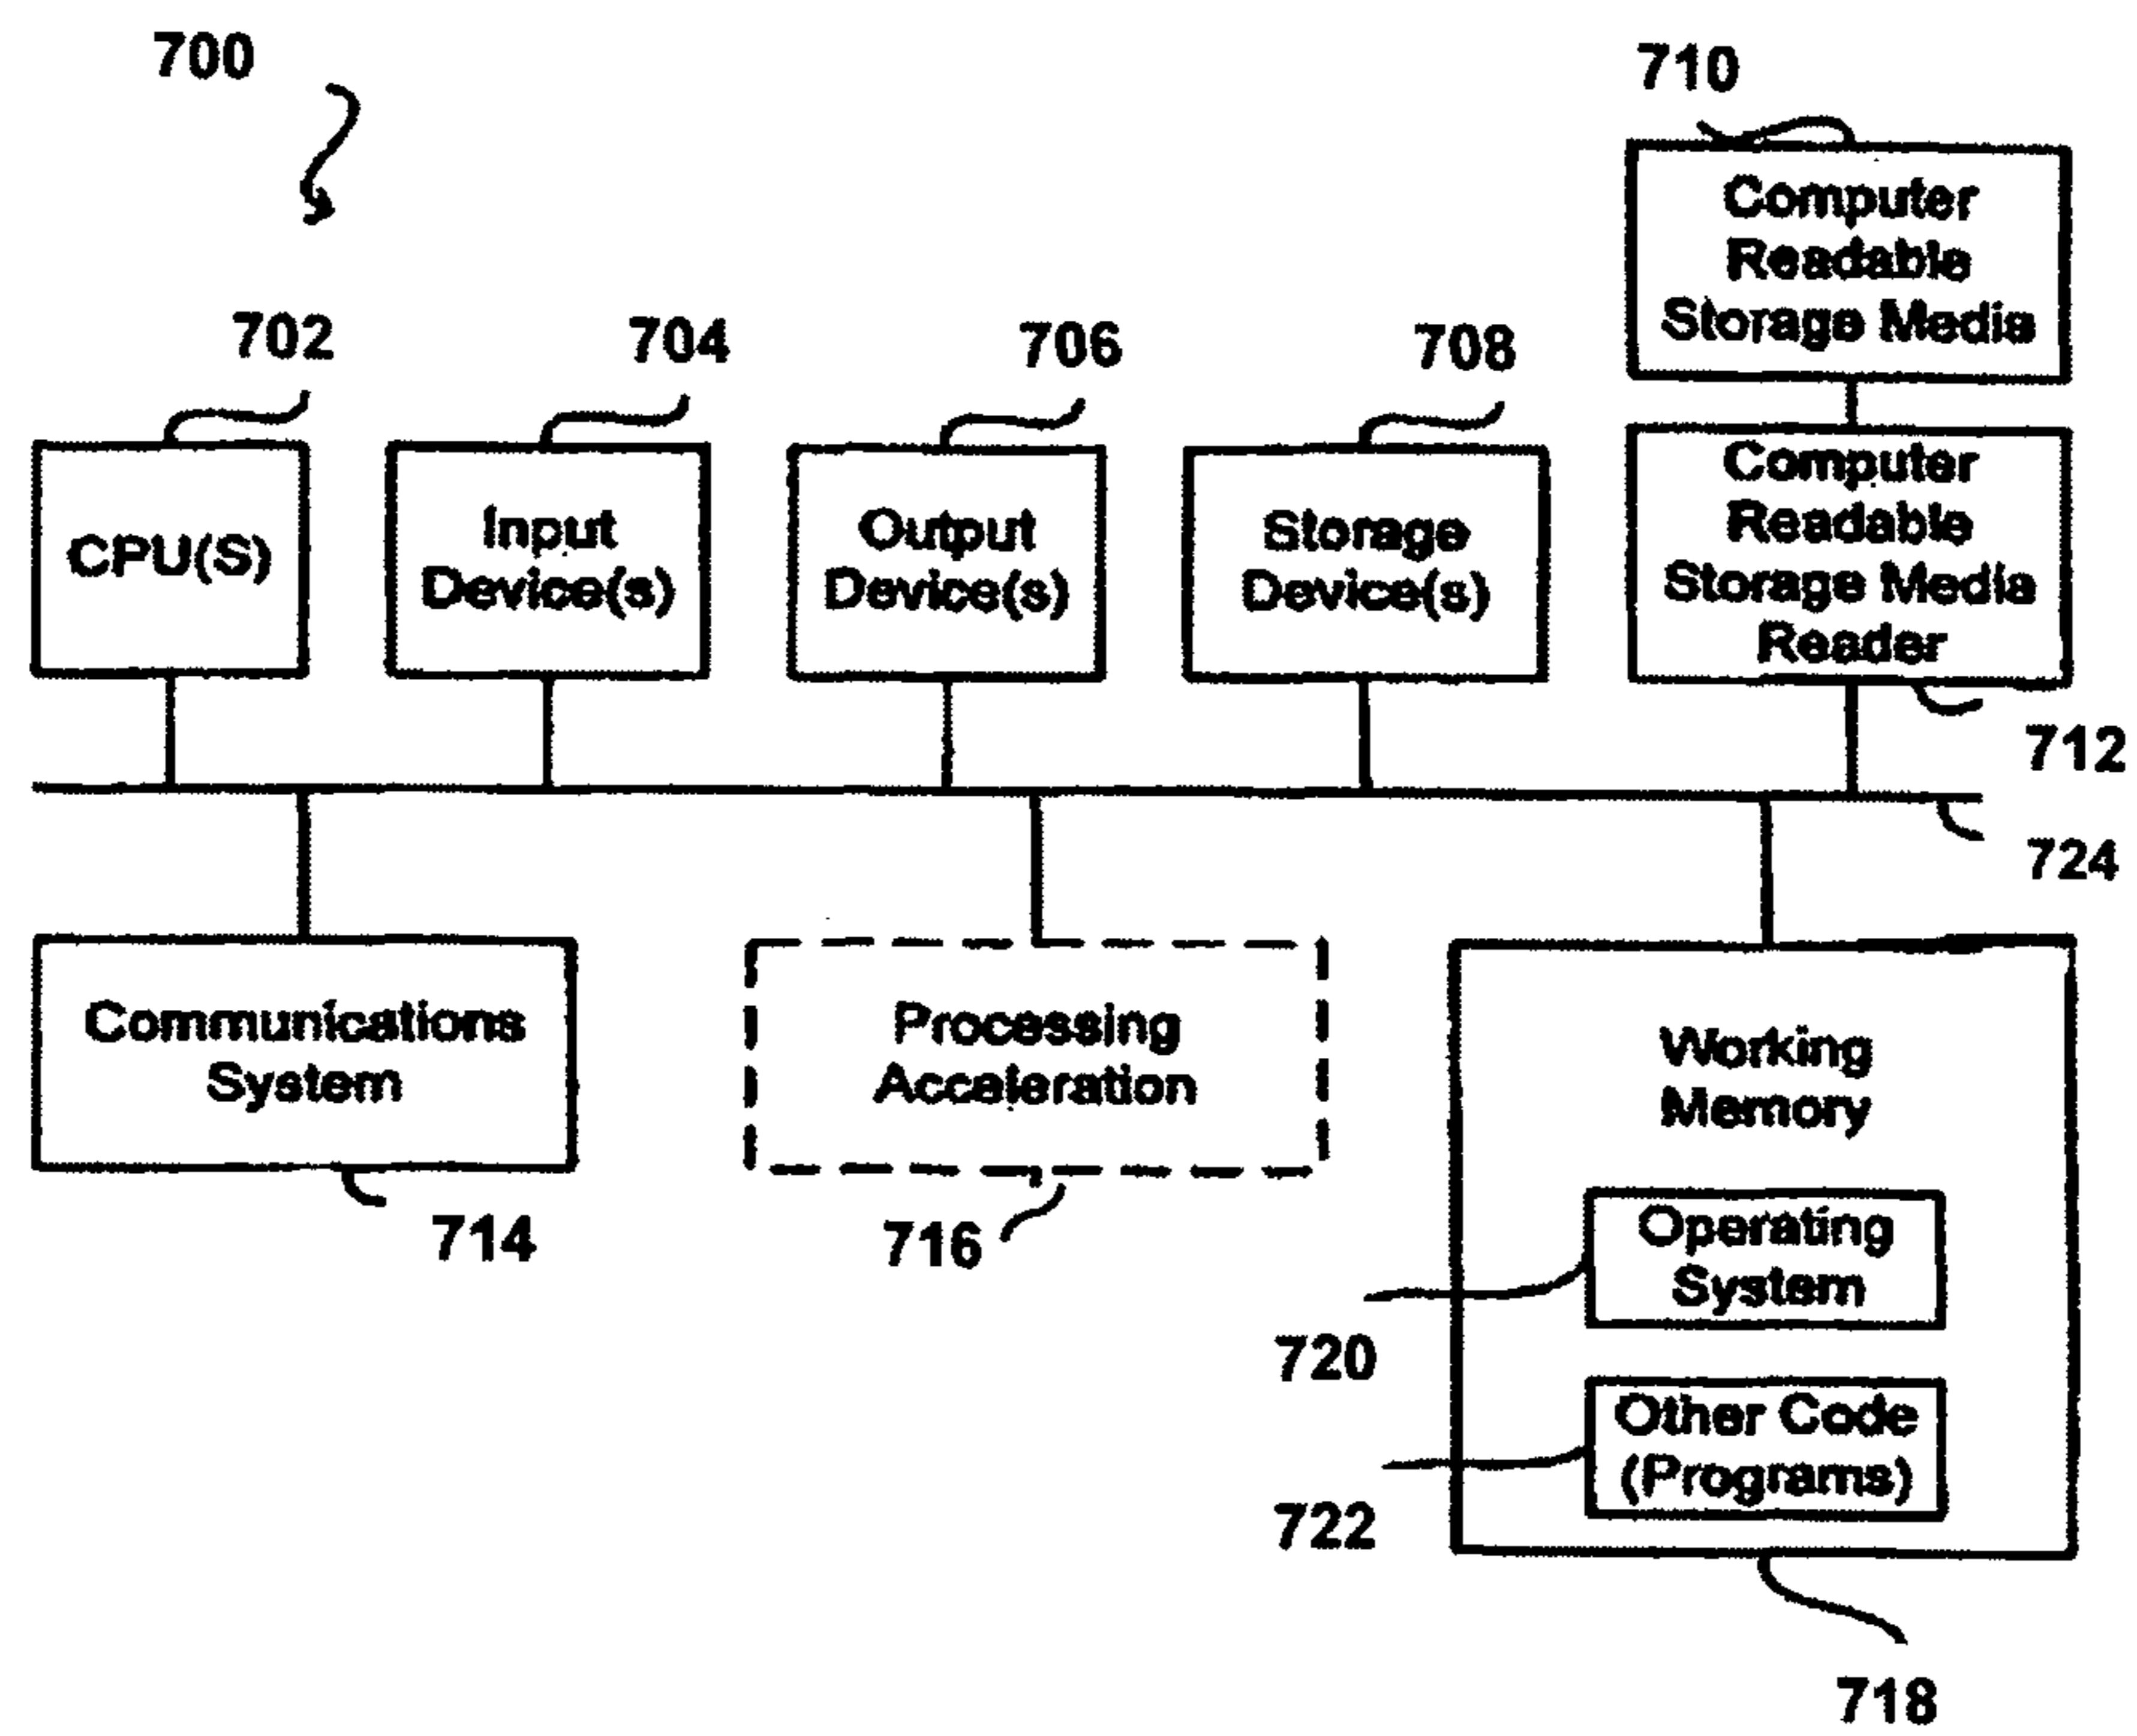 700
710
Computer
Readable
Storage Media
702
704
706
708
CPU(S)
Input
Device(s)
Output
Device(s)
Storage
Device(s)
Computer
Readable
Storage Media
Reader
712
724
Communications
System
714
Processing
Acceleration
716
Working
Memory
Operating
System
720
Other Code
(Programs)
722
718